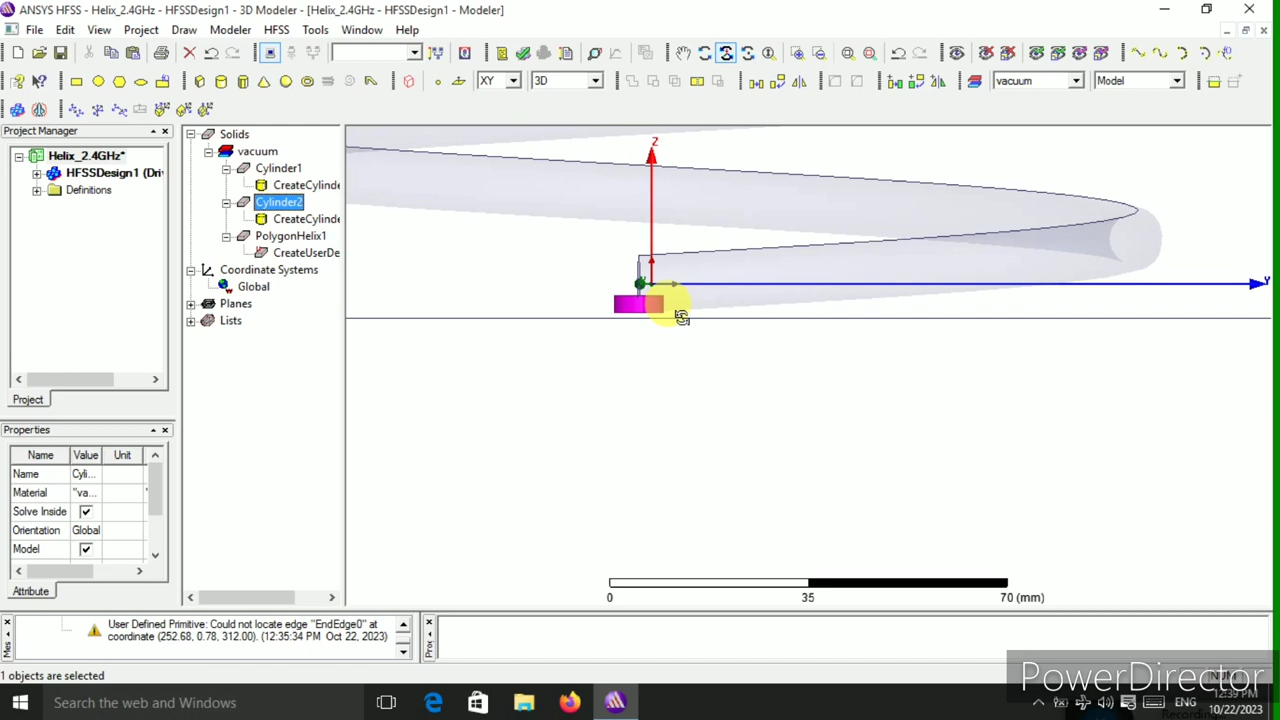 ANSYS HFSS - Helix_2.4GHz - HFSSDesign1 - 3D Modeler - [Helix_2.4GHz - HFSSDesign1 - Modeler]
File Edit View Project Draw Modeler HFSS Tools Window Help
XY 3D vacuum Model
Project Manager
Helix_2.4GHz*
HFSSDesign1 (Dri
Definitions
Project
Solids
vacuum
Cylinder1
CreateCylinde
Cylinder2
CreateCylinde
PolygonHelix1
CreateUserDe
Coordinate Systems
Global
Planes
Lists
Z
Y
Properties
Name Value Unit
Name Cyli...
Material "va...
Solve Inside
Orientation Global
Model
Attribute
0 35 70 (mm)
User Defined Primitive: Could not locate edge "EndEdge0" at
coordinate (252.68, 0.78, 312.00). (12:35:34 PM Oct 22, 2023)
1 objects are selected
NUM
PowerDirector
Search the web and Windows
ENG
12:39 PM
10/22/2023